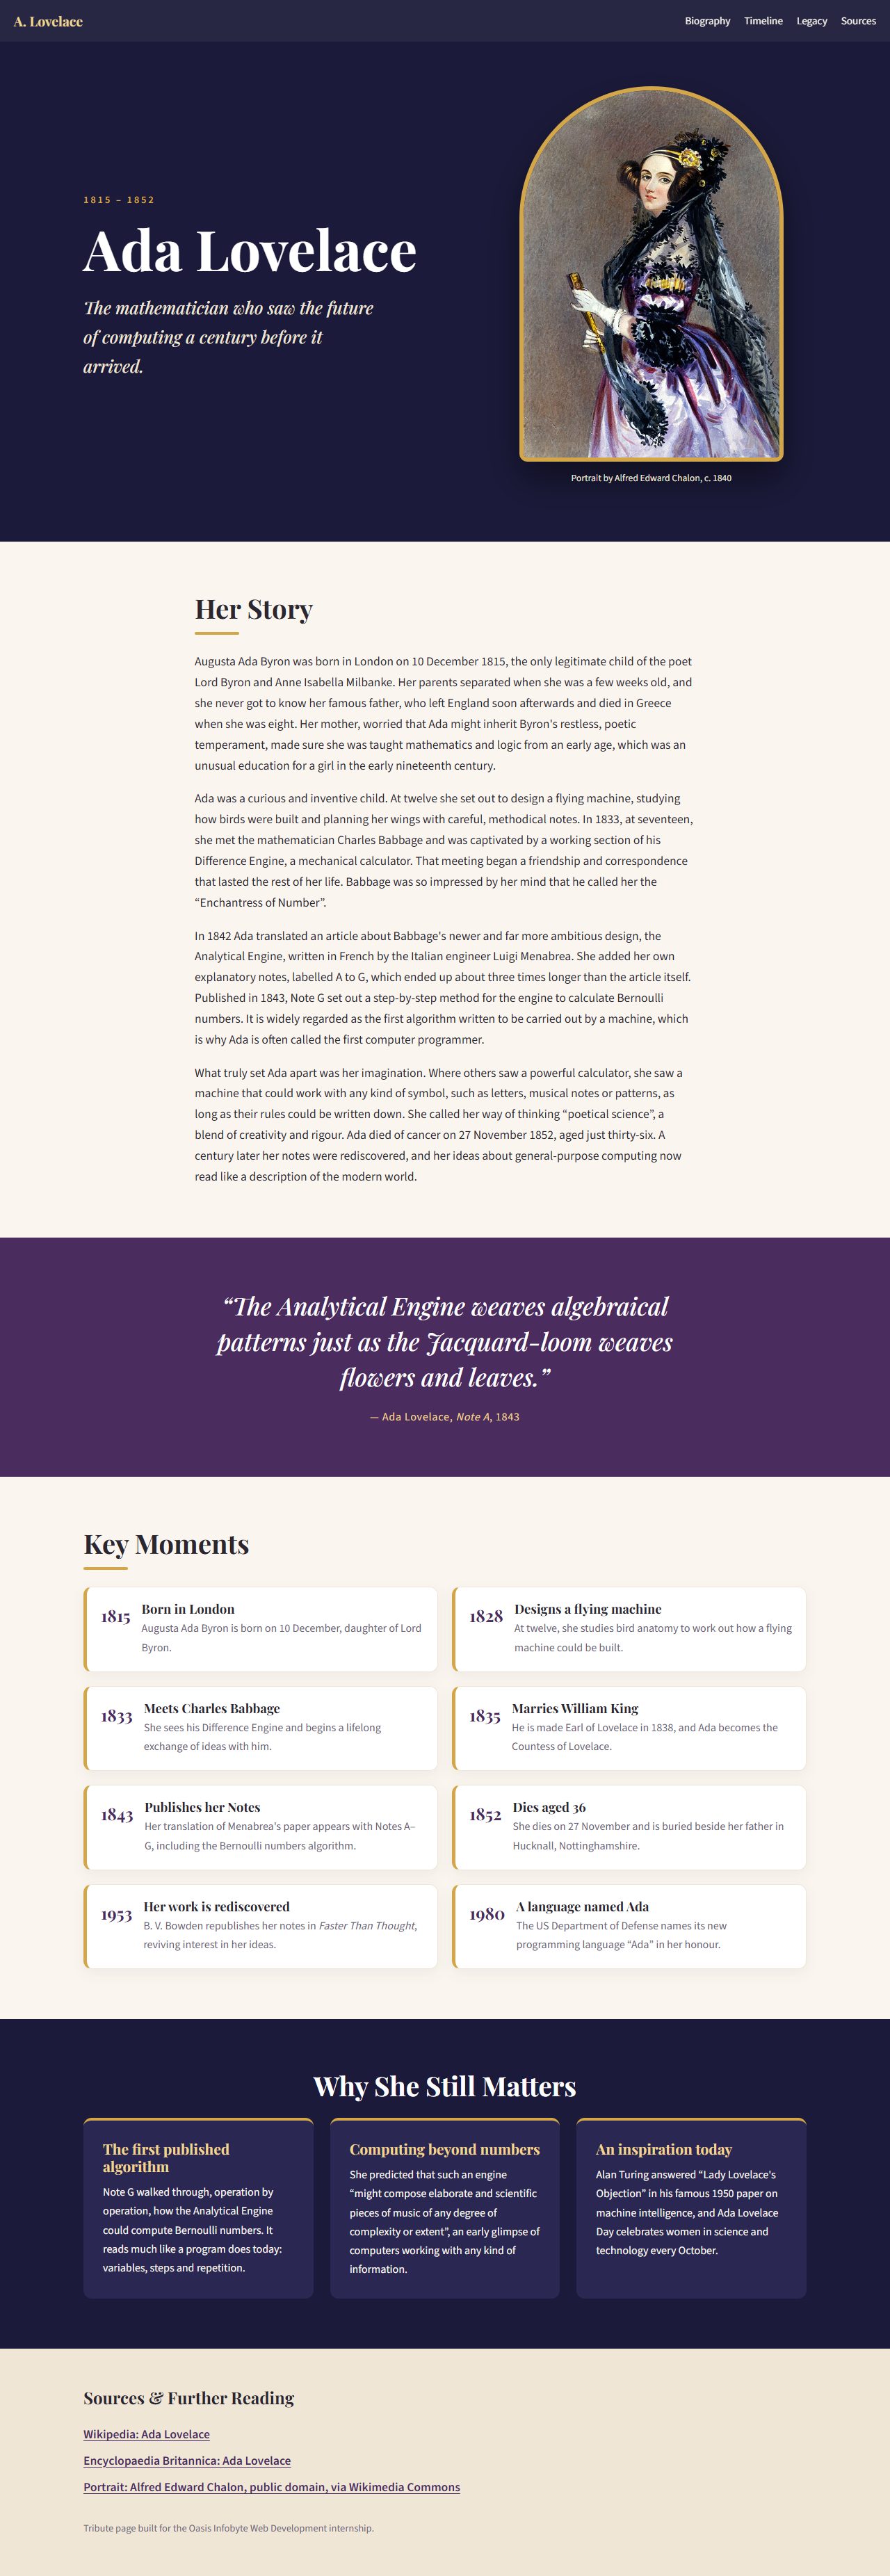 A. Lovelace
Biography Timeline Legacy Sources
1815 – 1852
Ada Lovelace
The mathematician who saw the future
of computing a century before it
arrived.
Portrait by Alfred Edward Chalon, c. 1840
Her Story
Augusta Ada Byron was born in London on 10 December 1815, the only legitimate child of the poet
Lord Byron and Anne Isabella Milbanke. Her parents separated when she was a few weeks old, and
she never got to know her famous father, who left England soon afterwards and died in Greece
when she was eight. Her mother, worried that Ada might inherit Byron's restless, poetic
temperament, made sure she was taught mathematics and logic from an early age, which was an
unusual education for a girl in the early nineteenth century.
Ada was a curious and inventive child. At twelve she set out to design a flying machine, studying
how birds were built and planning her wings with careful, methodical notes. In 1833, at seventeen,
she met the mathematician Charles Babbage and was captivated by a working section of his
Difference Engine, a mechanical calculator. That meeting began a friendship and correspondence
that lasted the rest of her life. Babbage was so impressed by her mind that he called her the
“Enchantress of Number”.
In 1842 Ada translated an article about Babbage's newer and far more ambitious design, the
Analytical Engine, written in French by the Italian engineer Luigi Menabrea. She added her own
explanatory notes, labelled A to G, which ended up about three times longer than the article itself.
Published in 1843, Note G set out a step-by-step method for the engine to calculate Bernoulli
numbers. It is widely regarded as the first algorithm written to be carried out by a machine, which
is why Ada is often called the first computer programmer.
What truly set Ada apart was her imagination. Where others saw a powerful calculator, she saw a
machine that could work with any kind of symbol, such as letters, musical notes or patterns, as
long as their rules could be written down. She called her way of thinking “poetical science”, a
blend of creativity and rigour. Ada died of cancer on 27 November 1852, aged just thirty-six. A
century later her notes were rediscovered, and her ideas about general-purpose computing now
read like a description of the modern world.
“The Analytical Engine weaves algebraical
patterns just as the Jacquard-loom weaves
flowers and leaves.”
— Ada Lovelace, Note A, 1843
Key Moments
1815
Born in London
Augusta Ada Byron is born on 10 December, daughter of Lord
Byron.
1828
Designs a flying machine
At twelve, she studies bird anatomy to work out how a flying
machine could be built.
1833
Meets Charles Babbage
She sees his Difference Engine and begins a lifelong
exchange of ideas with him.
1835
Marries William King
He is made Earl of Lovelace in 1838, and Ada becomes the
Countess of Lovelace.
1843
Publishes her Notes
Her translation of Menabrea's paper appears with Notes A–
G, including the Bernoulli numbers algorithm.
1852
Dies aged 36
She dies on 27 November and is buried beside her father in
Hucknall, Nottinghamshire.
1953
Her work is rediscovered
B. V. Bowden republishes her notes in Faster Than Thought,
reviving interest in her ideas.
1980
A language named Ada
The US Department of Defense names its new
programming language “Ada” in her honour.
Why She Still Matters
The first published
algorithm
Note G walked through, operation by
operation, how the Analytical Engine
could compute Bernoulli numbers. It
reads much like a program does today:
variables, steps and repetition.
Computing beyond numbers
She predicted that such an engine
“might compose elaborate and scientific
pieces of music of any degree of
complexity or extent”, an early glimpse of
computers working with any kind of
information.
An inspiration today
Alan Turing answered “Lady Lovelace's
Objection” in his famous 1950 paper on
machine intelligence, and Ada Lovelace
Day celebrates women in science and
technology every October.
Sources & Further Reading
Wikipedia: Ada Lovelace
Encyclopaedia Britannica: Ada Lovelace
Portrait: Alfred Edward Chalon, public domain, via Wikimedia Commons
Tribute page built for the Oasis Infobyte Web Development internship.